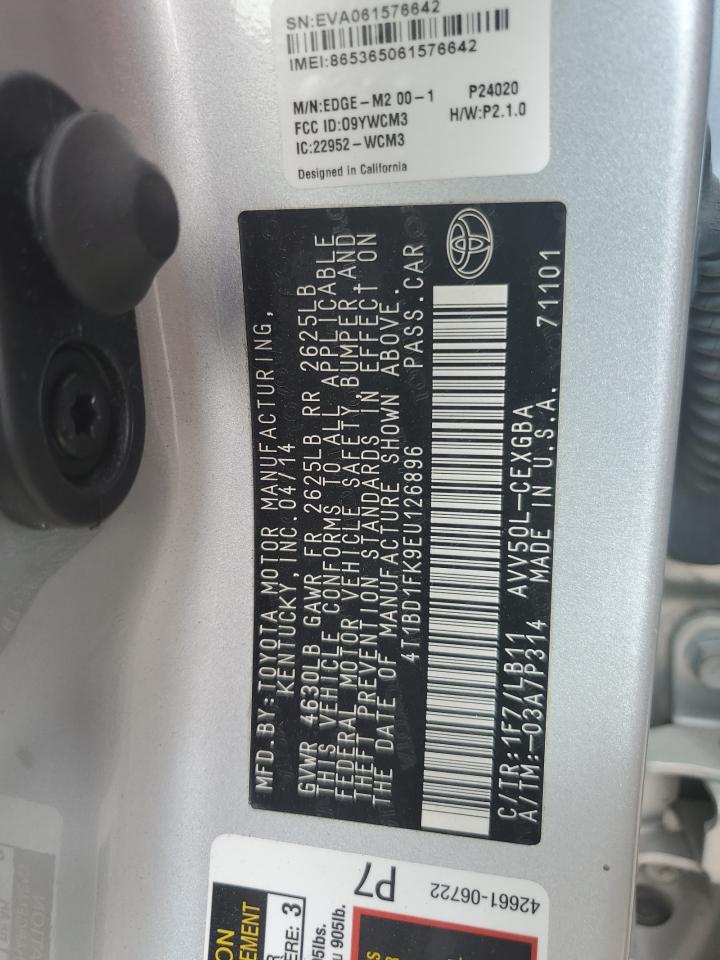 SN:EVA061576642
IMEI:865365061576642
M/N:EDGE-M2 00-1 P24020
FCC ID:O9YWCM3 H/W:P2.1.0
IC:22952-WCM3
Designed in California
MFD.BY:TOYOTA MOTOR MANUFACTURING,
KENTUCKY, INC.04/14
GVWR 4630LB GAWR FR 2625LB RR 2625LB
THIS VEHICLE CONFORMS TO ALL APPLICABLE
FEDERAL MOTOR VEHICLE SAFETY, BUMPER, AND
THEFT PREVENTION STANDARDS IN EFFECT ON
THE DATE OF MANUFACTURE SHOWN ABOVE.
4T1BD1FK9EU126896 PASS.CAR
C/TR:1F7/LB11 AVV50L-CEXGBA
A/TM:-03A/P314 MADE IN U.S.A. 71101
P7
42661-06722